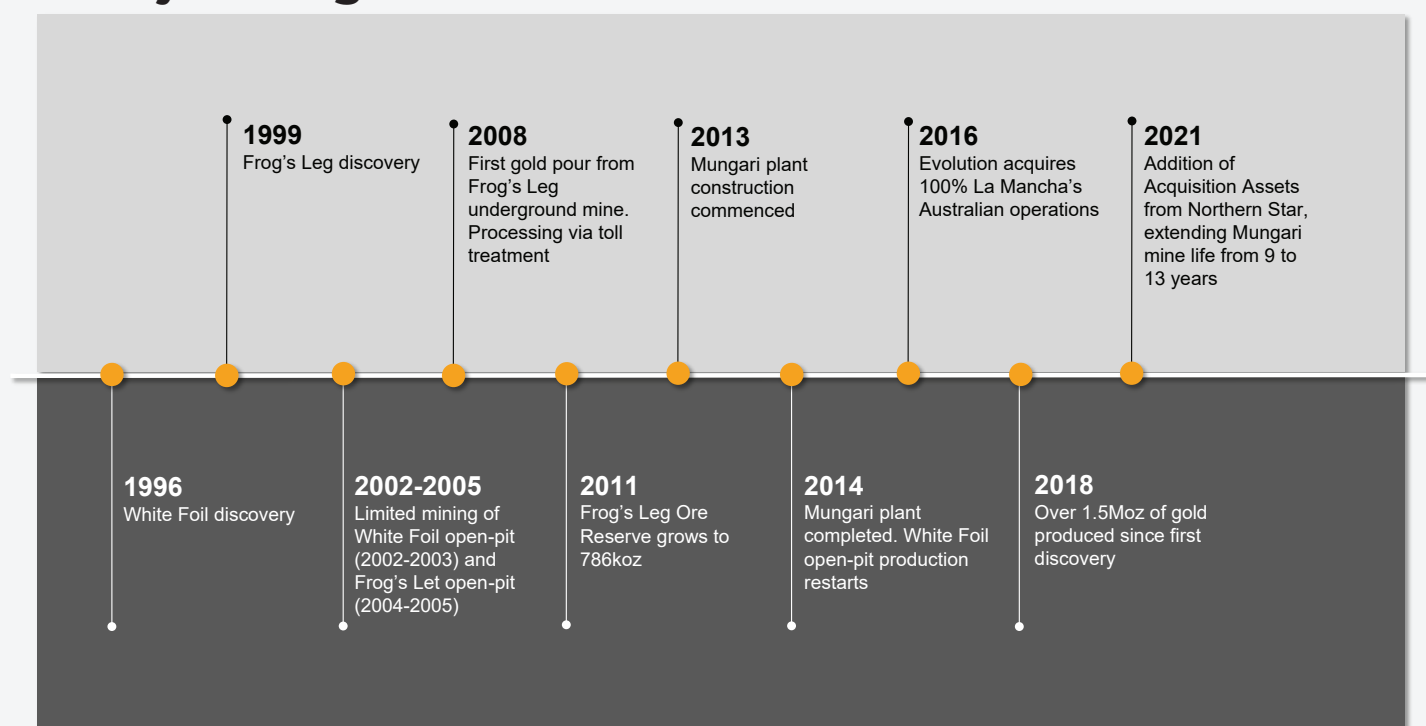 1999
Frog’s Leg discovery
2008
First gold pour from
Frog’s Leg
underground mine.
Processing via toll
treatment
2013
Mungari plant
construction
commenced
2016
Evolution acquires
100% La Mancha’s
Australian operations
2021
Addition of
Acquisition Assets
from Northern Star,
extending Mungari
mine life from 9 to
13 years
1996
White Foil discovery
2002-2005
Limited mining of
White Foil open-pit
(2002-2003) and
Frog’s Let open-pit
(2004-2005)
2011
Frog’s Leg Ore
Reserve grows to
786koz
2014
Mungari plant
completed. White Foil
open-pit production
restarts
2018
Over 1.5Moz of gold
produced since first
discovery